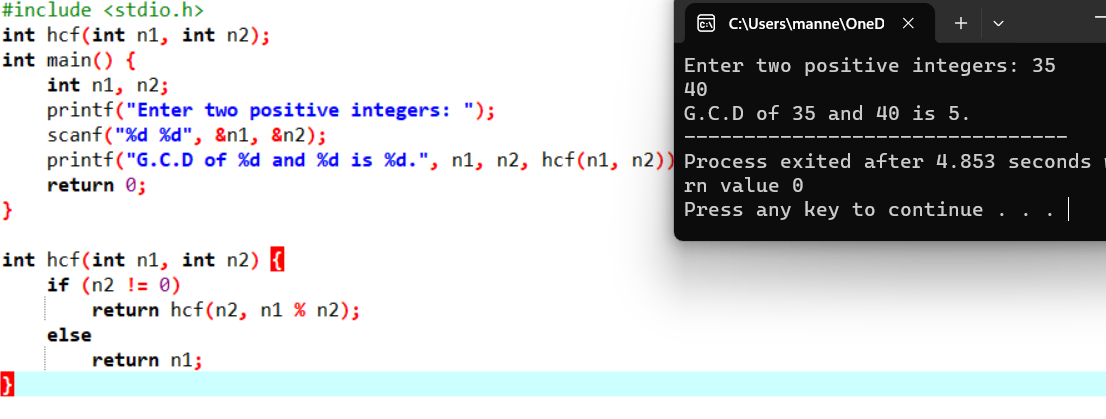 #include <stdio.h>
int hcf(int n1, int n2);
int main() {
    int n1, n2;
    printf("Enter two positive integers: ");
    scanf("%d %d", &n1, &n2);
    printf("G.C.D of %d and %d is %d.", n1, n2, hcf(n1, n2))
    return 0;
}

int hcf(int n1, int n2) {
    if (n2 != 0)
        return hcf(n2, n1 % n2);
    else
        return n1;
}
C:\Users\manne\OneD
Enter two positive integers: 35
40
G.C.D of 35 and 40 is 5.
--------------------------------
Process exited after 4.853 seconds
rn value 0
Press any key to continue . . .